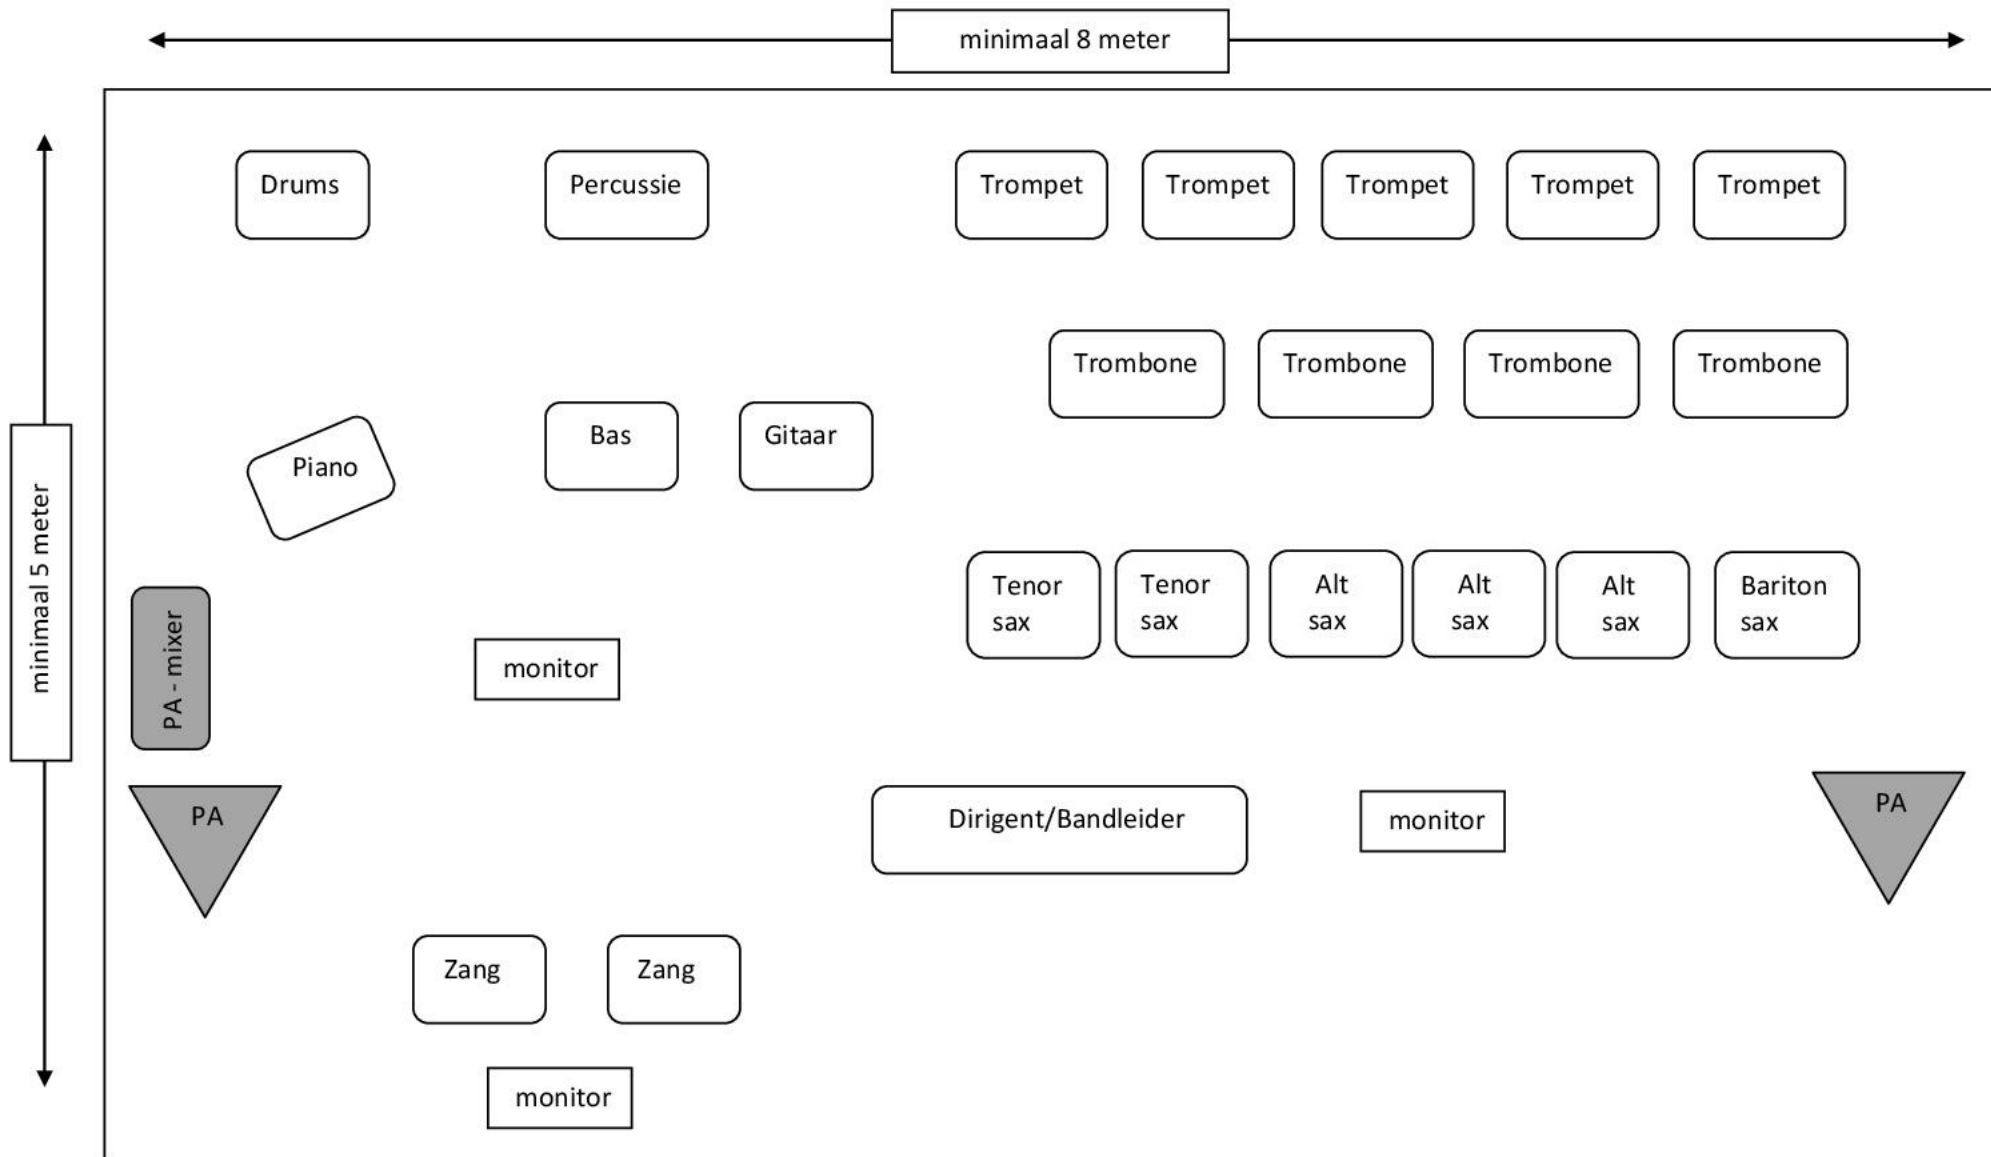 minimaal 8 meter
Drums
Percussie
Trompet
Trompet
Trompet
Trompet
Trompet
Trombone
Trombone
Trombone
Trombone
Bas
Gitaar
Piano
minimaal 5 meter
Tenor
sax
Tenor
sax
Alt
sax
Alt
sax
Alt
sax
Bariton
sax
PA - mixer
monitor
PA
Dirigent/Bandleider
monitor
PA
Zang
Zang
monitor